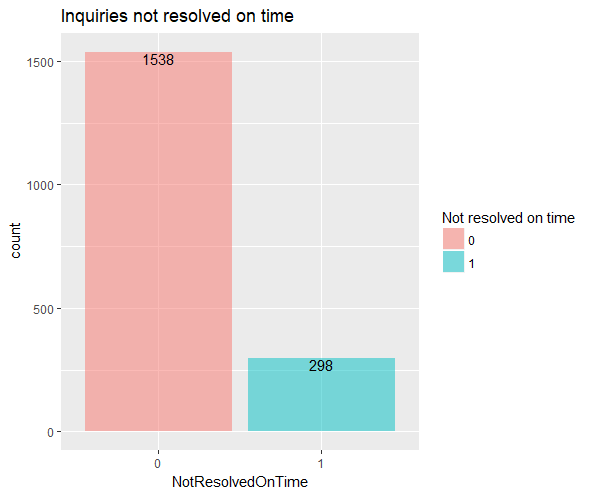 Inquiries not resolved on time
1500
1000
500
0
count
1538
298
0
1
NotResolvedOnTime
Not resolved on time
0
1